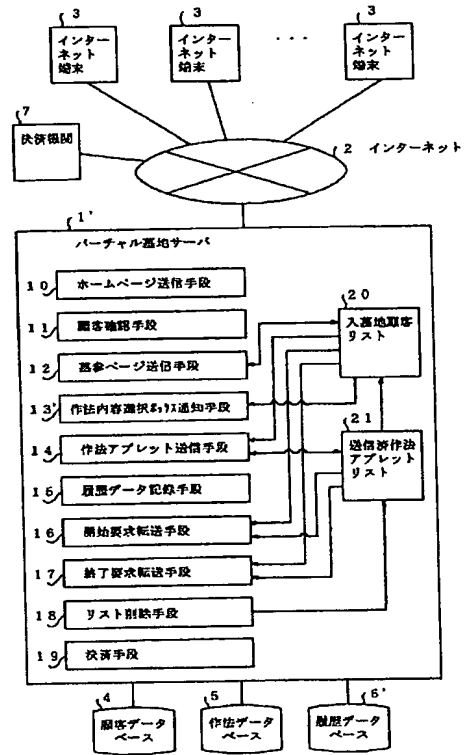 3
インター
ネット
端末
3
インター
ネット
端末
. . .
3
インター
ネット
端末
7
決済機関
2 インターネット
1'
バーチャル墓地サーバ
10 ホームページ送信手段
11 顧客確認手段
12 墓参ページ送信手段
13' 作法内容選択ボックス通知手段
14 作法アプレット送信手段
15 履歴データ記録手段
16 開始要求転送手段
17 終了要求転送手段
18 リスト削除手段
19 決済手段
20
入墓地顧客
リスト
21
送信済作法
アプレット
リスト
4
顧客データ
ベース
5
作法データ
ベース
6'
履歴データ
ベース